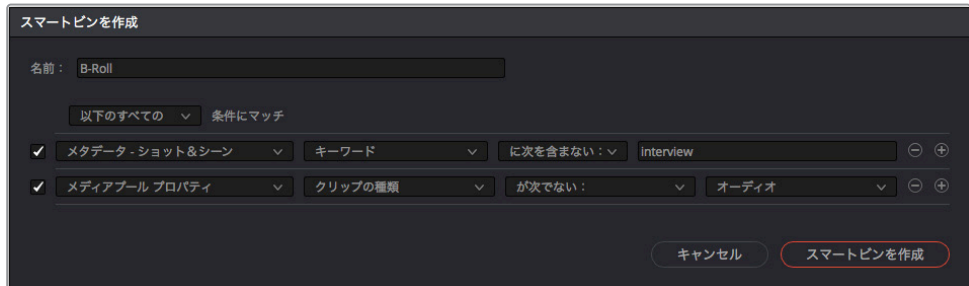 スマートビンを作成
名前： B-Roll
以下のすべての 条件にマッチ
メタデータ - ショット＆シーン キーワード に次を含まない： interview
メディアプール プロパティ クリップの種類 が次でない： オーディオ
キャンセル スマートビンを作成